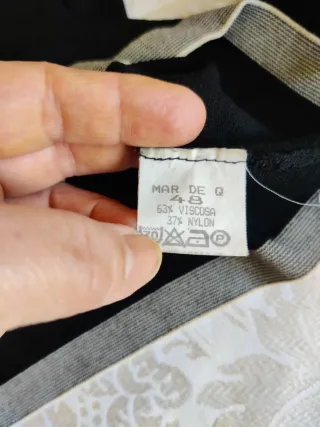 MAR DE Q
48
63% VISCOSA
37% NYLON